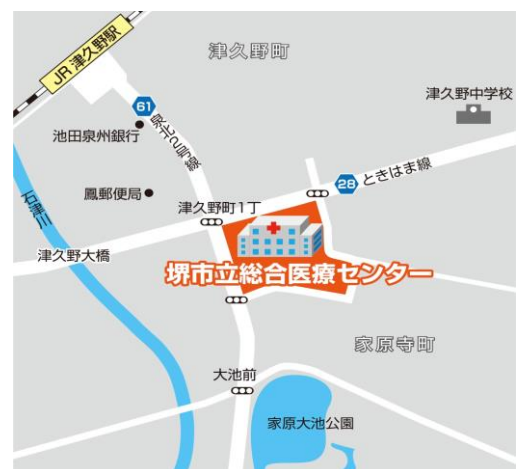 津久野町
JR 津久野駅
津久野中学校
61
泉北2号線
池田泉州銀行
28
ときはま線
鳳郵便局
石津川
津久野町1丁
津久野大橋
堺市立総合医療センター
家原寺町
大池前
家原大池公園